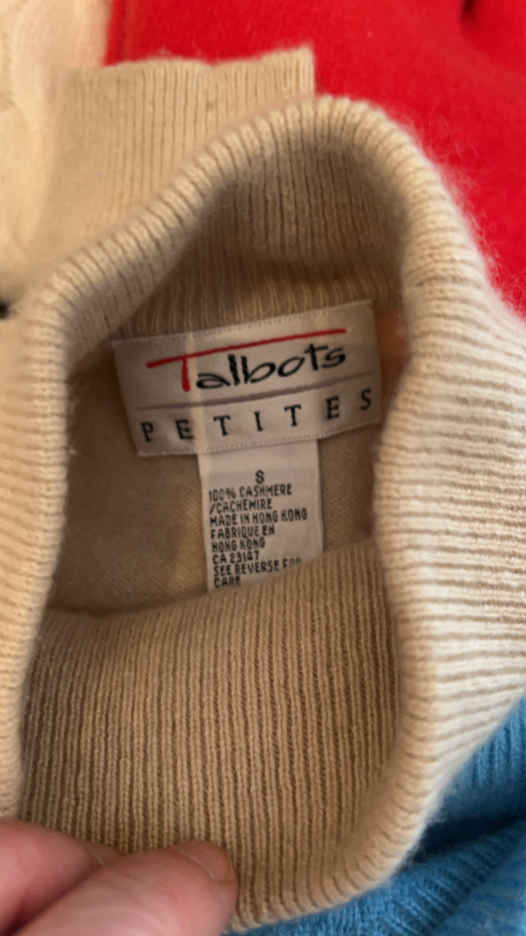 Talbots
PETITES
S
100% CASHMERE
/CACHEMIRE
MADE IN HONG KONG
FABRIQUE EN
HONG KONG
CA 23147
SEE REVERSE FOR
CARE